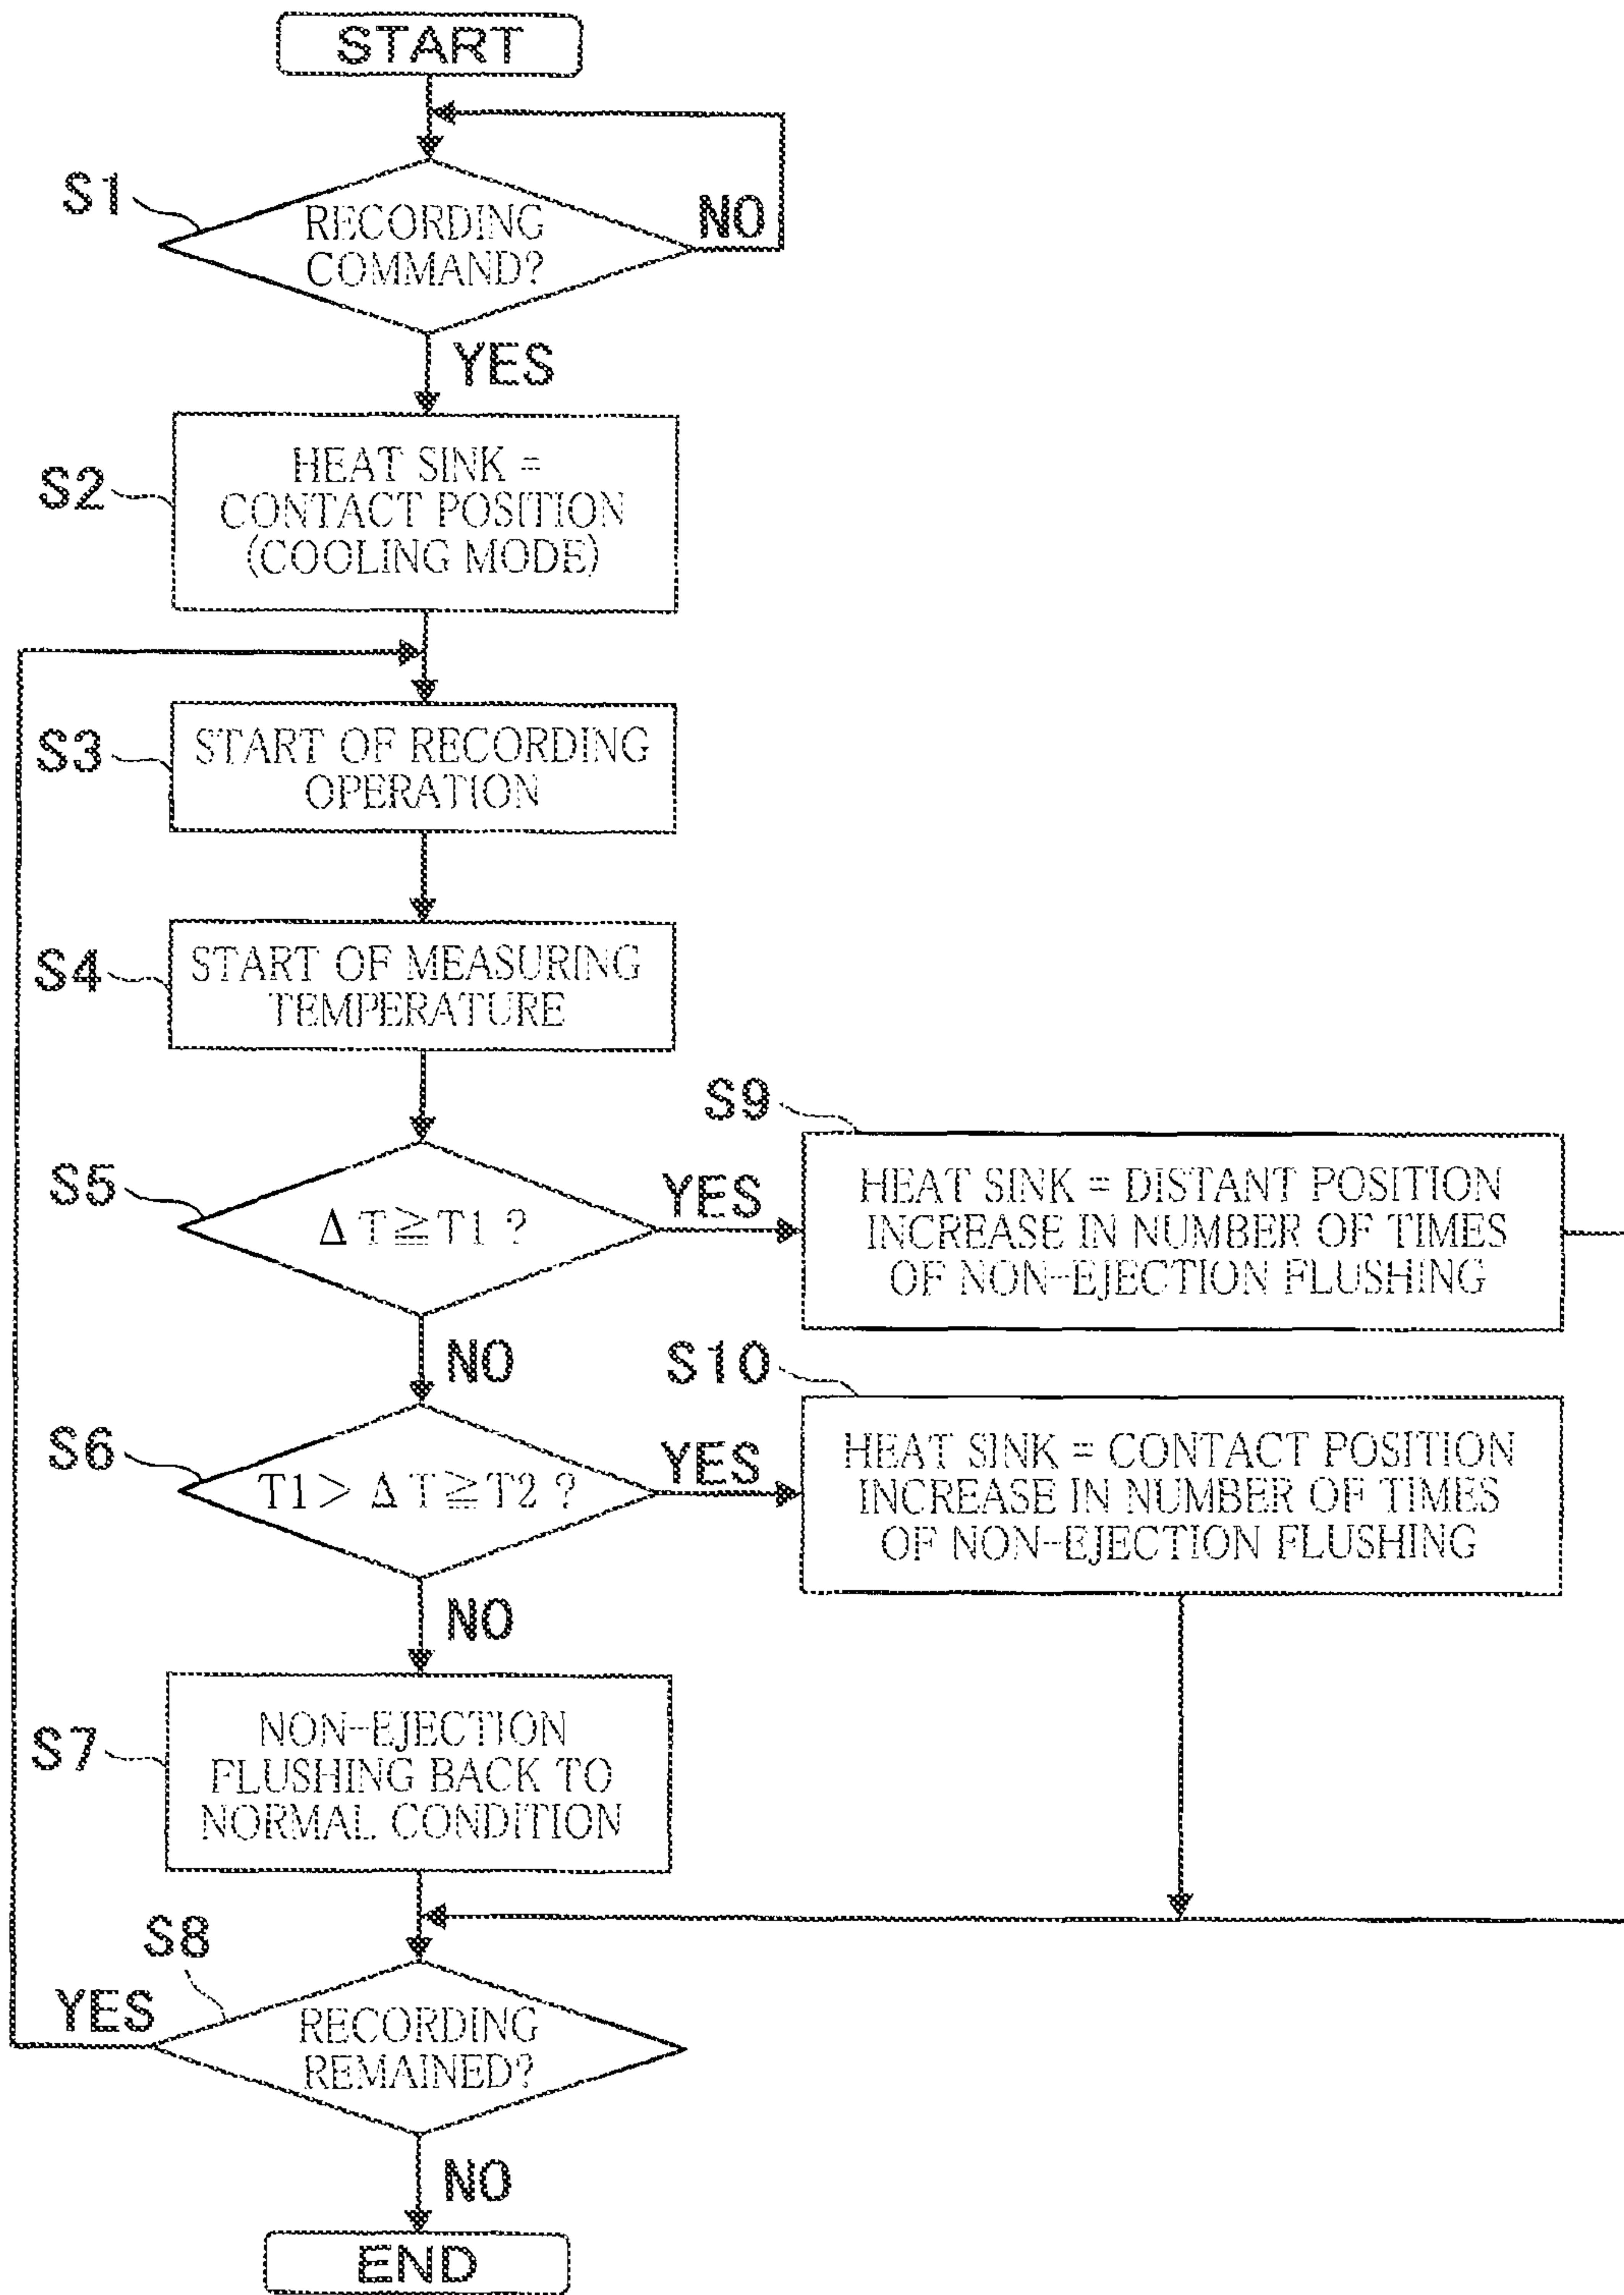 START
S1
RECORDING
COMMAND?
NO
YES
S2
HEAT SINK =
CONTACT POSITION
(COOLING MODE)
S3
START OF RECORDING
OPERATION
S4
START OF MEASURING
TEMPERATURE
S5
Δ T ≧ T1 ?
YES
S9
HEAT SINK = DISTANT POSITION
INCREASE IN NUMBER OF TIMES
OF NON-EJECTION FLUSHING
NO
S6
T1 > Δ T ≧ T2 ?
YES
S10
HEAT SINK = CONTACT POSITION
INCREASE IN NUMBER OF TIMES
OF NON-EJECTION FLUSHING
NO
S7
NON-EJECTION
FLUSHING BACK TO
NORMAL CONDITION
S8
YES
RECORDING
REMAINED?
NO
END